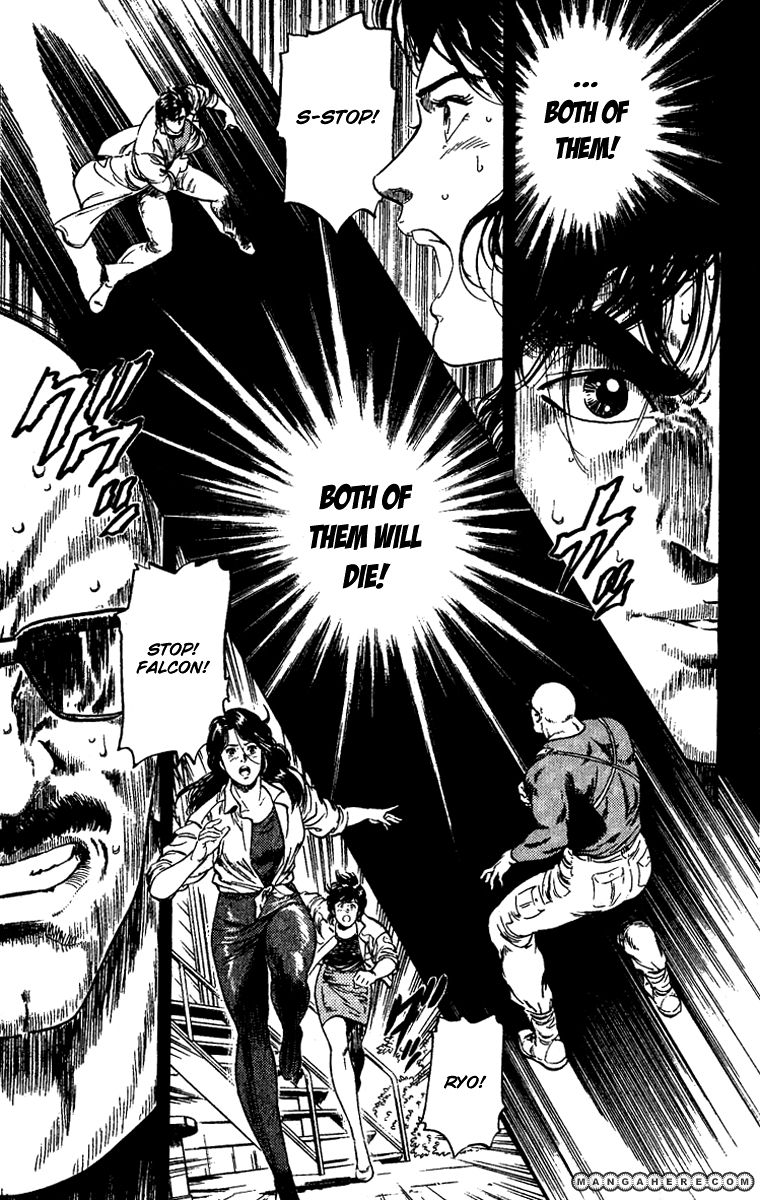 ...
BOTH OF
THEM!
S-STOP!
BOTH OF
THEM WILL
DIE!
STOP!
FALCON!
RYO!
MANGAHERE.COM